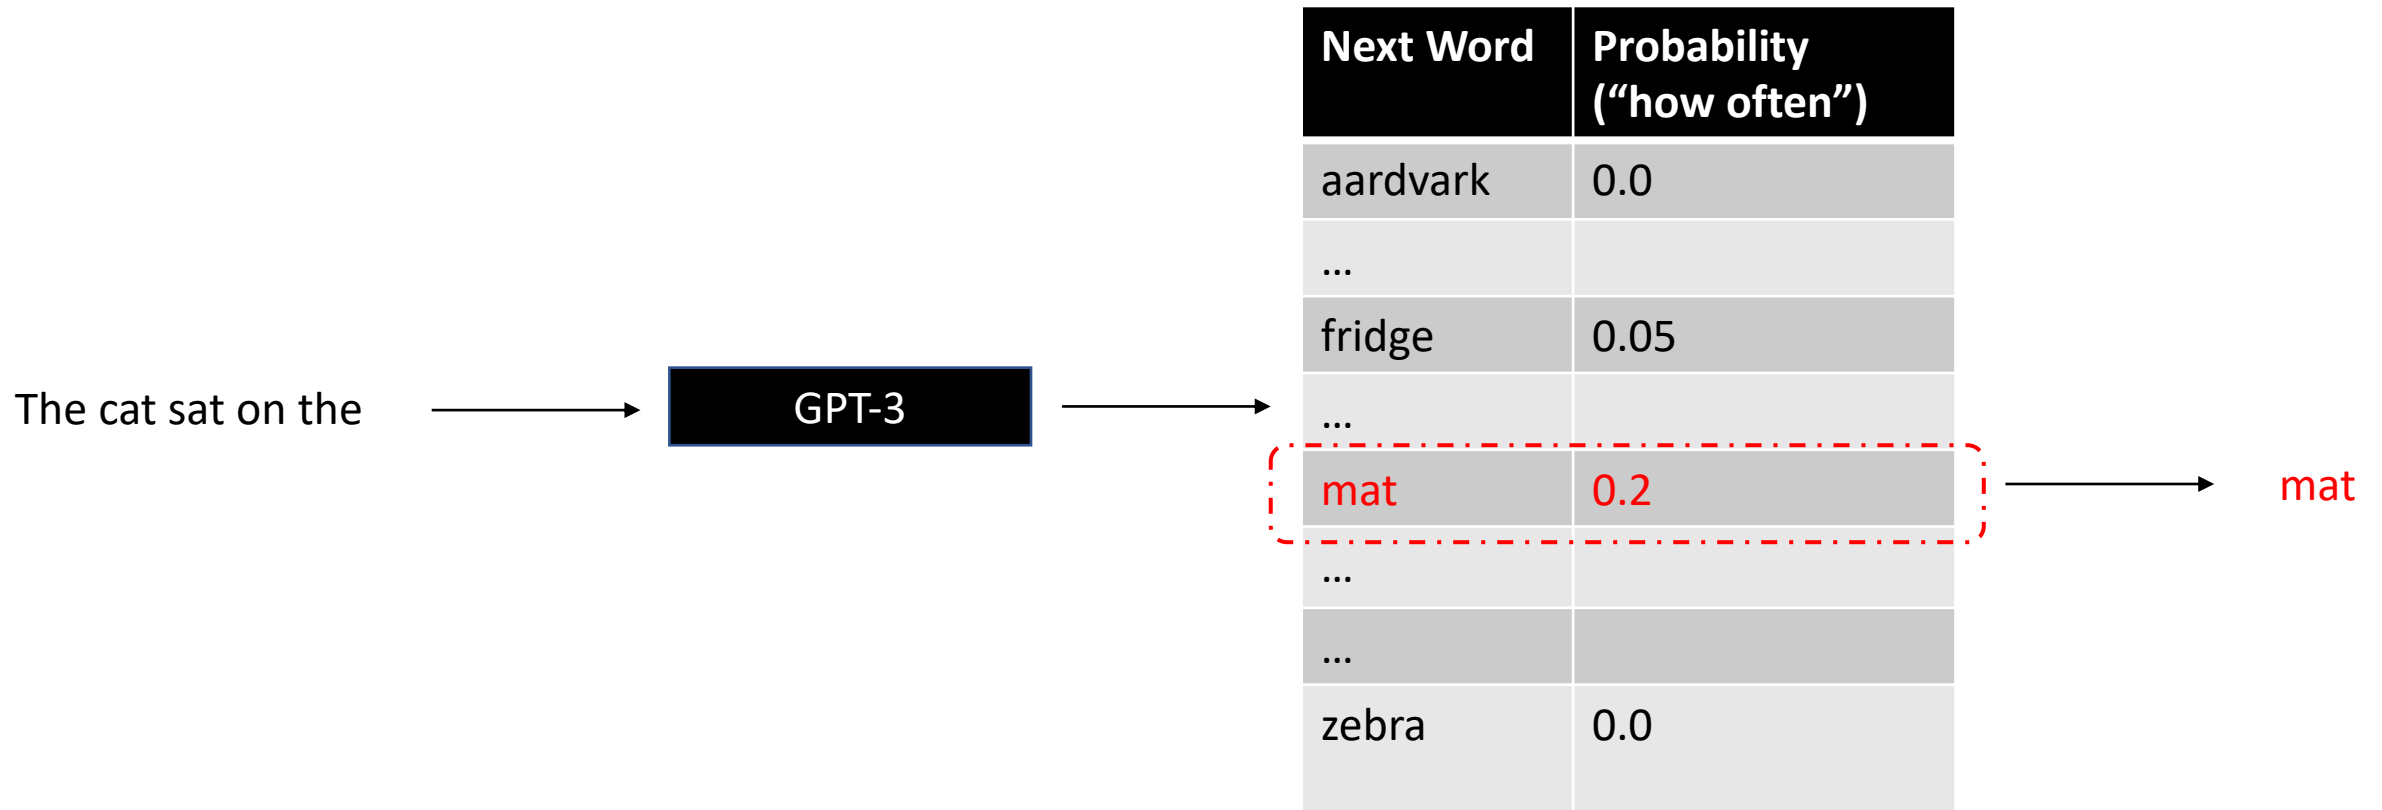 The cat sat on the
GPT-3
Next Word
Probability
(“how often”)
aardvark 0.0
…
fridge 0.05
…
mat 0.2
…
…
zebra 0.0
mat